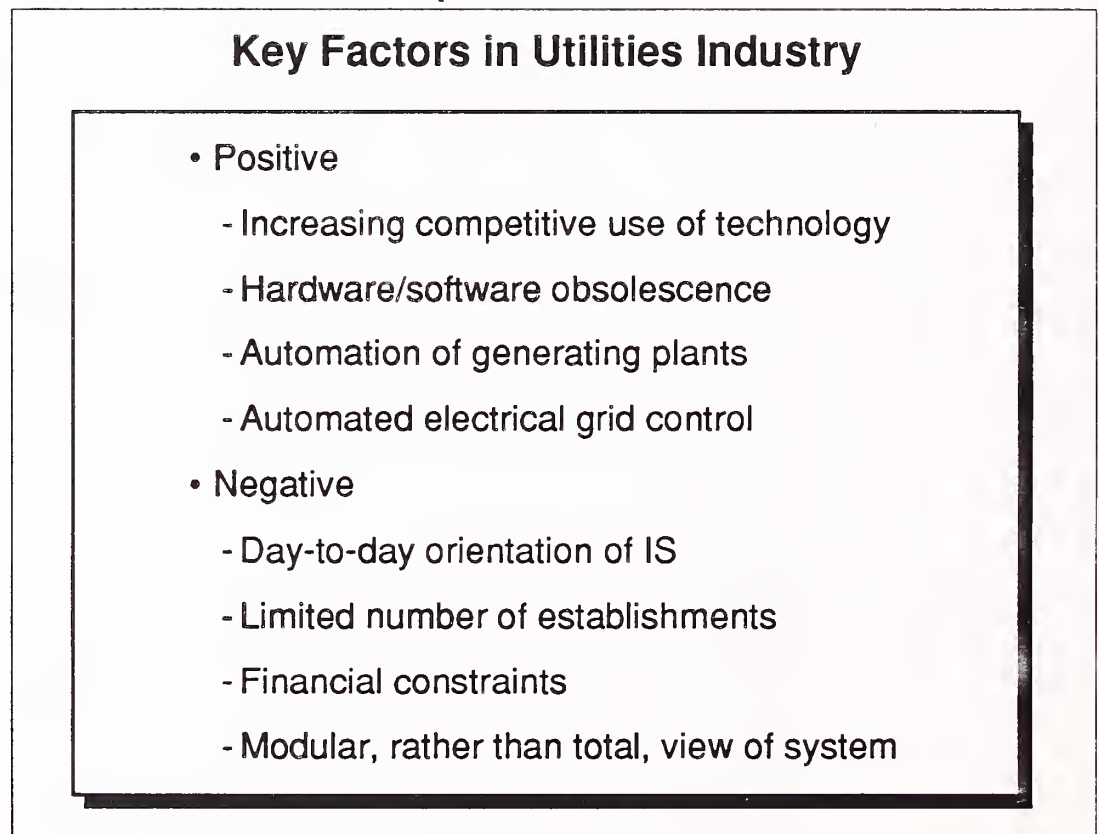 Key Factors in Utilities Industry
• Positive
- Increasing competitive use of technology
- Hardware/software obsolescence
- Automation of generating plants
- Automated electrical grid control
• Negative
- Day-to-day orientation of IS
- Limited number of establishments
- Financial constraints
- Modular, rather than total, view of system